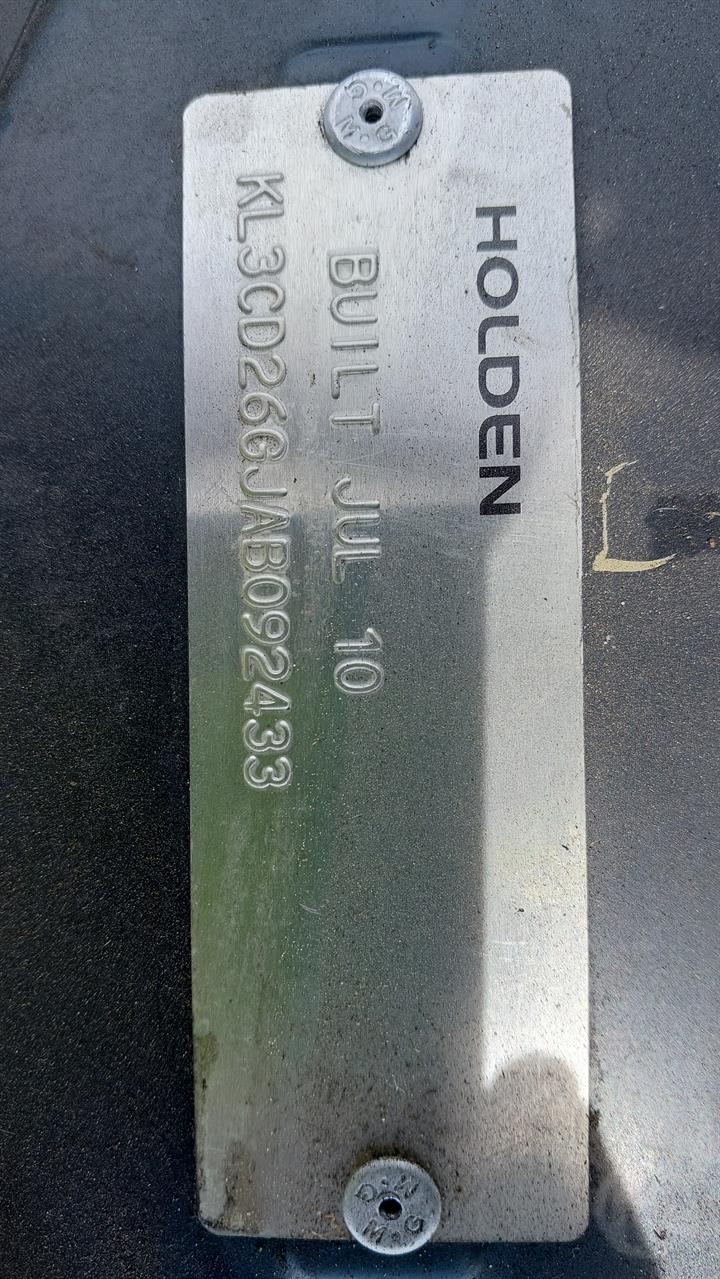 HOLDEN
BUILT JUL 10
KL3CD26GJAB092433
G.M.
G.M.
G.M.
G.M.